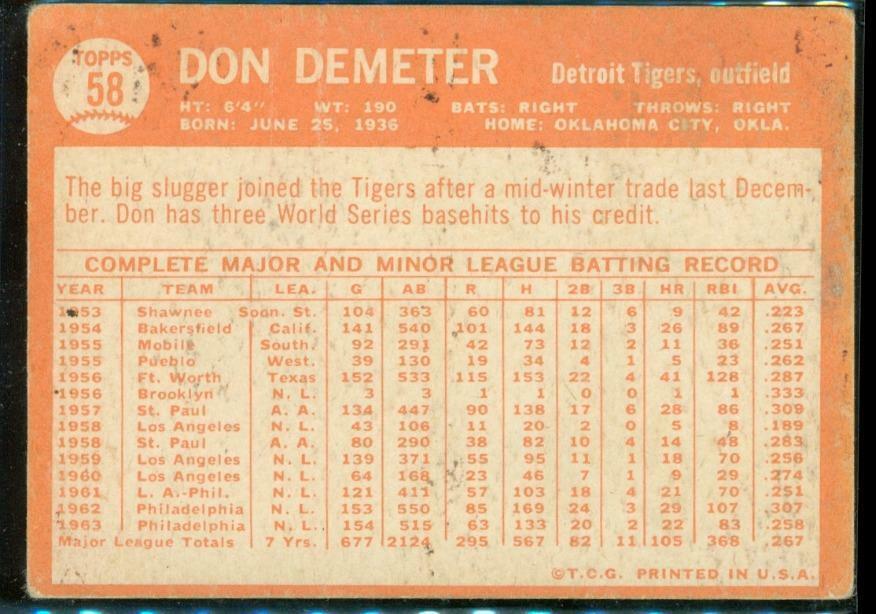 TOPPS
58
DON DEMETER Detroit Tigers, outfield
HT: 6'4" WT: 190 BATS: RIGHT THROWS: RIGHT
BORN: JUNE 25, 1936 HOME: OKLAHOMA CITY, OKLA.
The big slugger joined the Tigers after a mid-winter trade last Decem-
ber. Don has three World Series basehits to his credit.
COMPLETE MAJOR AND MINOR LEAGUE BATTING RECORD
YEAR TEAM LEA. G AB R H 2B 3B HR RBI AVG.
1953 Shawnee Soon. St. 104 363 60 81 12 6 9 42 .223
1954 Bakersfield Calif. 141 540 101 144 18 3 26 89 .267
1955 Mobile South. 92 291 42 73 12 2 11 36 .251
1955 Pueblo West. 39 130 19 34 4 1 5 23 .262
1956 Ft. Worth Texas 152 533 115 153 22 4 41 128 .287
1956 Brooklyn N. L. 3 3 1 1 0 0 1 1 .333
1957 St. Paul A. A. 134 447 90 138 17 6 28 86 .309
1958 Los Angeles N. L. 43 106 11 20 2 0 5 8 .189
1958 St. Paul A. A. 80 290 38 82 10 4 14 48 .283
1959 Los Angeles N. L. 139 371 55 95 11 1 18 70 .256
1960 Los Angeles N. L. 64 168 23 46 7 1 9 29 .274
1961 L. A.-Phil. N. L. 121 411 57 103 18 4 21 70 .251
1962 Philadelphia N. L. 153 550 85 169 24 3 29 107 .307
1963 Philadelphia N. L. 154 515 63 133 20 2 22 83 .258
Major League Totals 7 Yrs. 677 2124 295 567 82 11 105 368 .267
©T.C.G. PRINTED IN U.S.A.